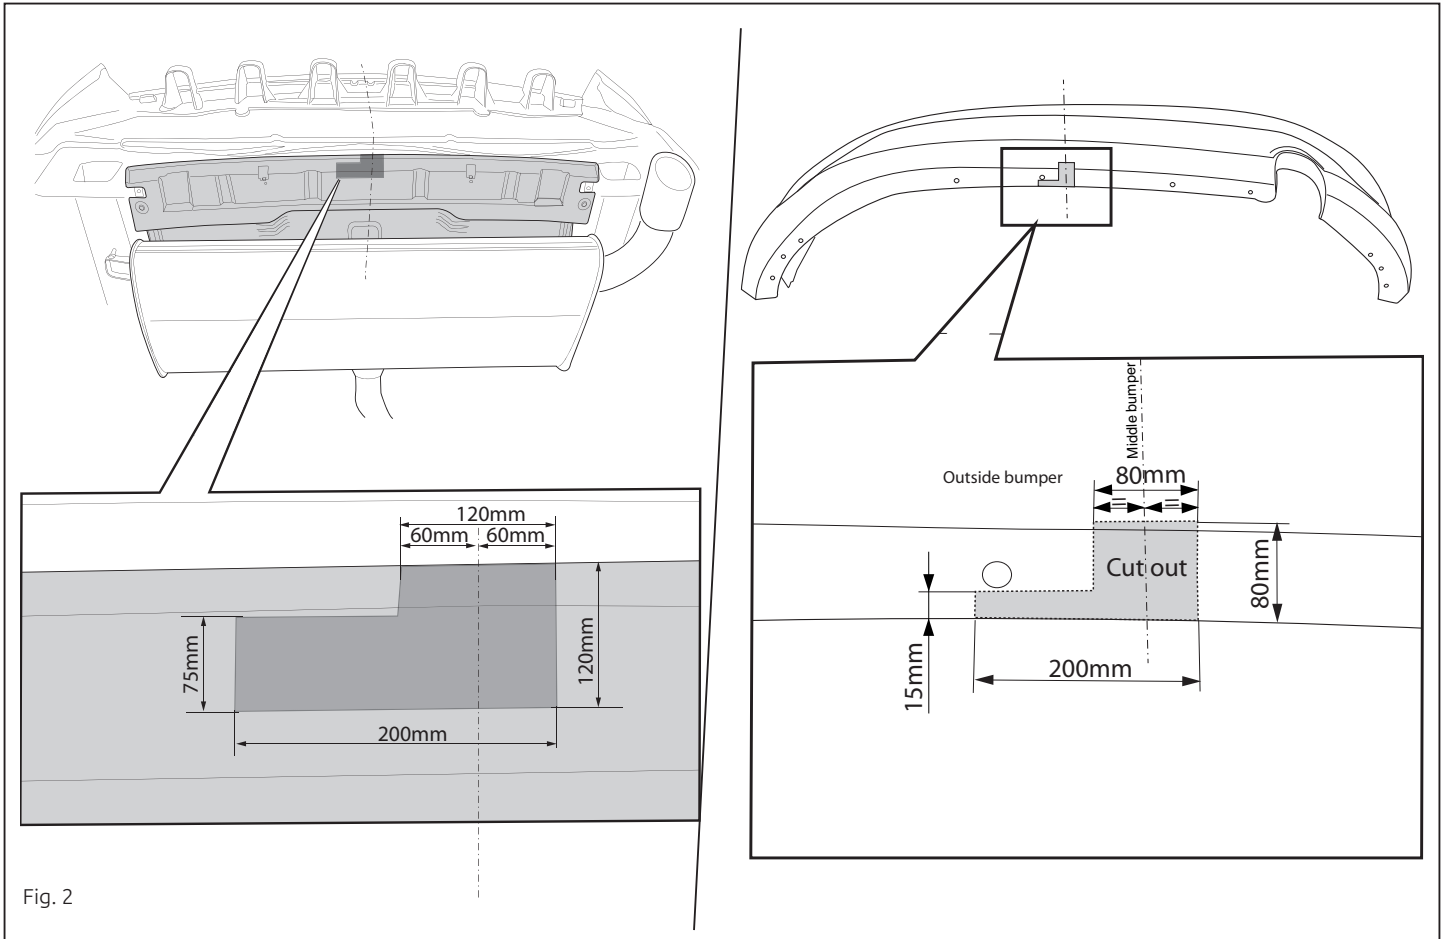 120mm
60mm
60mm
75mm
120mm
200mm
Fig. 2
Middle bumper
Outside bumper
80mm
=
=
Cut out
80mm
15mm
200mm